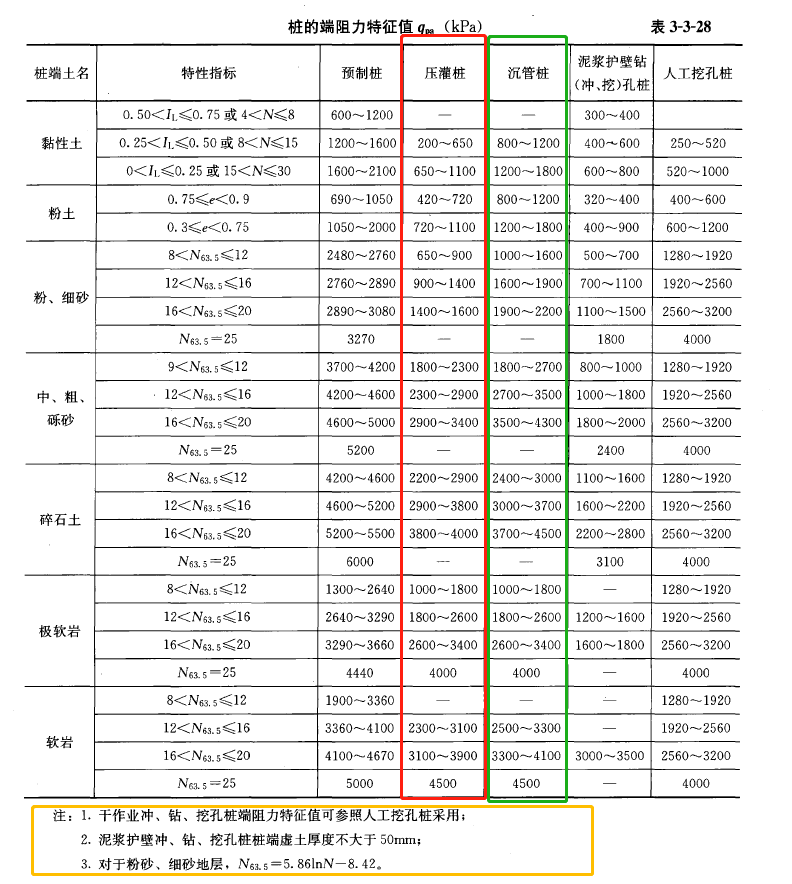 桩的端阻力特征值 qpa (kPa) 表 3-3-28
桩端土名 特性指标 预制桩 压灌桩 沉管桩 泥浆护壁钻(冲、挖)孔桩 人工挖孔桩
黏性土 0.50<IL≤0.75 或 4<N≤8 600～1200 — — 300～400
0.25<IL≤0.50 或 8<N≤15 1200～1600 200～650 800～1200 400～600 250～520
0<IL≤0.25 或 15<N≤30 1600～2100 650～1100 1200～1800 600～800 520～1000
粉土 0.75≤e<0.9 690～1050 420～720 800～1200 320～400 400～600
0.3≤e<0.75 1050～2000 720～1100 1200～1800 400～900 600～1200
粉、细砂 8<N63.5≤12 2480～2760 650～900 1000～1600 500～700 1280～1920
12<N63.5≤16 2760～2890 900～1400 1600～1900 700～1100 1920～2560
16<N63.5≤20 2890～3080 1400～1600 1900～2200 1100～1500 2560～3200
N63.5=25 3270 — — 1800 4000
中、粗、砾砂 9<N63.5≤12 3700～4200 1800～2300 1800～2700 800～1000 1280～1920
12<N63.5≤16 4200～4600 2300～2900 2700～3500 1000～1800 1920～2560
16<N63.5≤20 4600～5000 2900～3400 3500～4300 1800～2000 2560～3200
N63.5=25 5200 — — 2400 4000
碎石土 8<N63.5≤12 4200～4600 2200～2900 2400～3000 1100～1600 1280～1920
12<N63.5≤16 4600～5200 2900～3800 3000～3700 1600～2200 1920～2560
16<N63.5≤20 5200～5500 3800～4000 3700～4500 2200～2800 2560～3200
N63.5=25 6000 — — 3100 4000
极软岩 8<N63.5≤12 1300～2640 1000～1800 1000～1800 — 1280～1920
12<N63.5≤16 2640～3290 1800～2600 1800～2600 1200～1600 1920～2560
16<N63.5≤20 3290～3660 2600～3400 2600～3400 1600～1800 2560～3200
N63.5=25 4440 4000 4000 — 4000
软岩 8<N63.5≤12 1900～3360 — — — 1280～1920
12<N63.5≤16 3360～4100 2300～3100 2500～3300 — 1920～2560
16<N63.5≤20 4100～4670 3100～3900 3300～4100 3000～3500 2560～3200
N63.5=25 5000 4500 4500 — 4000
注：1. 干作业冲、钻、挖孔桩端阻力特征值可参照人工挖孔桩采用；
2. 泥浆护壁冲、钻、挖孔桩桩端虚土厚度不大于 50mm；
3. 对于粉砂、细砂地层，N63.5=5.86lnN−8.42。